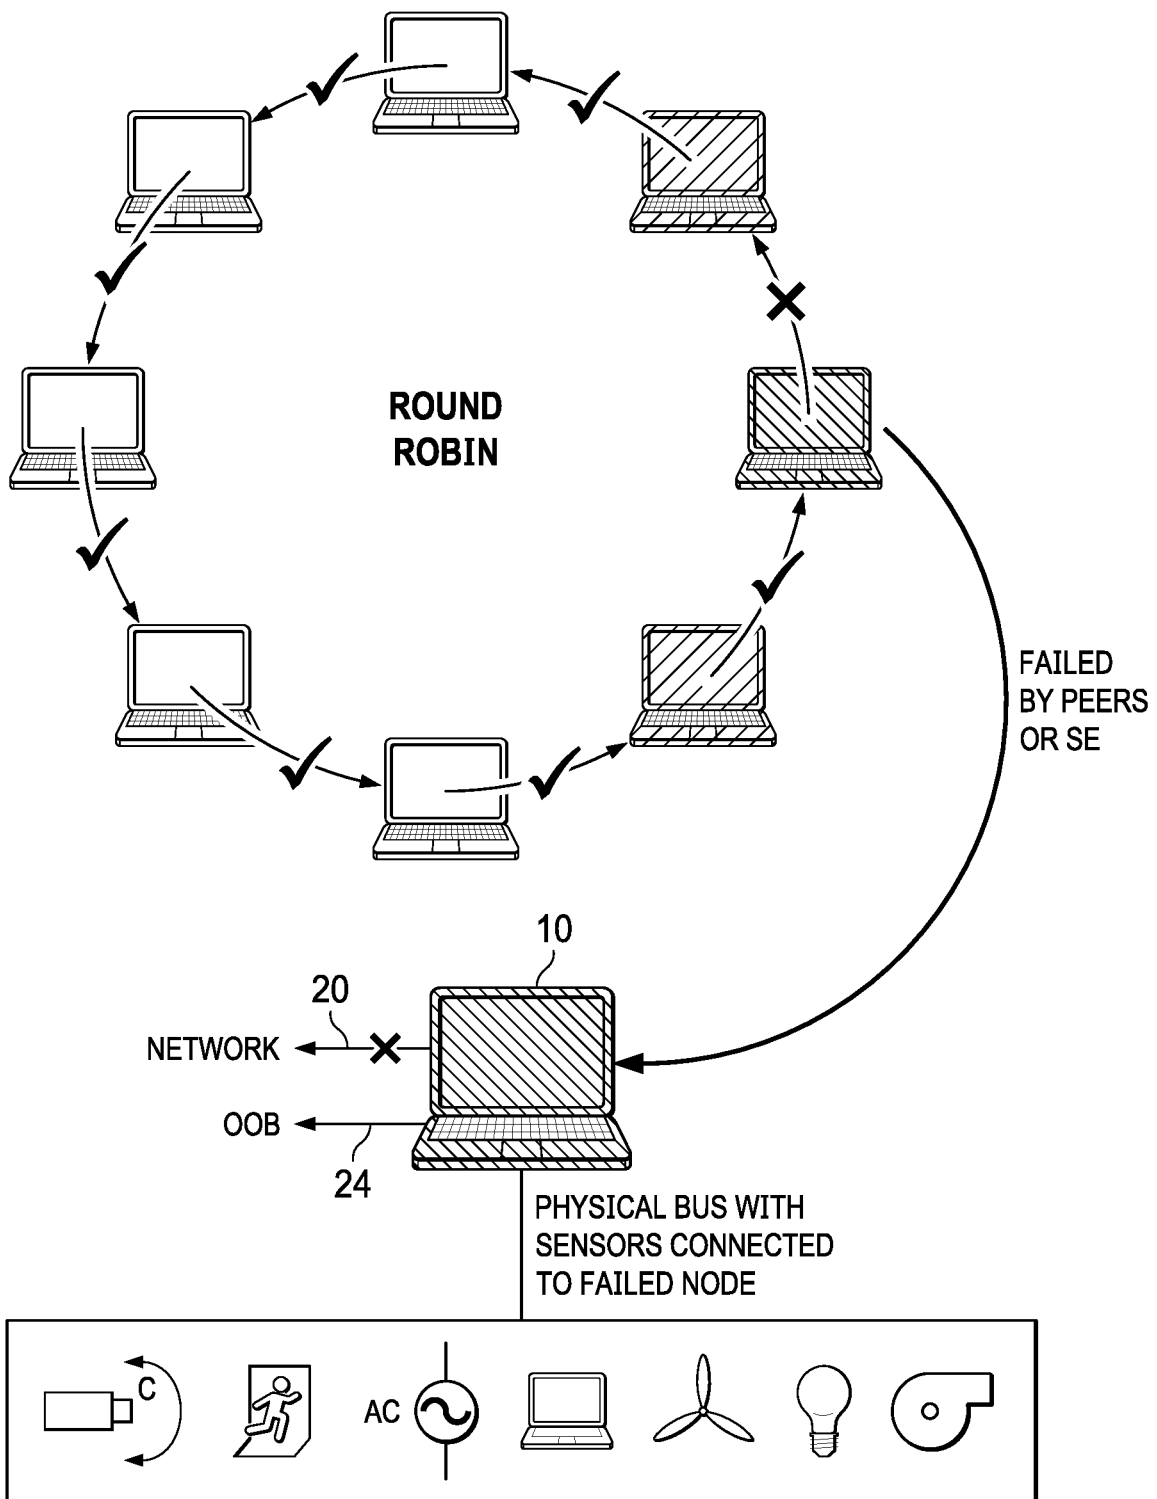 ROUND
ROBIN
FAILED
BY PEERS
OR SE
10
20
NETWORK
OOB
24
PHYSICAL BUS WITH
SENSORS CONNECTED
TO FAILED NODE
C
AC